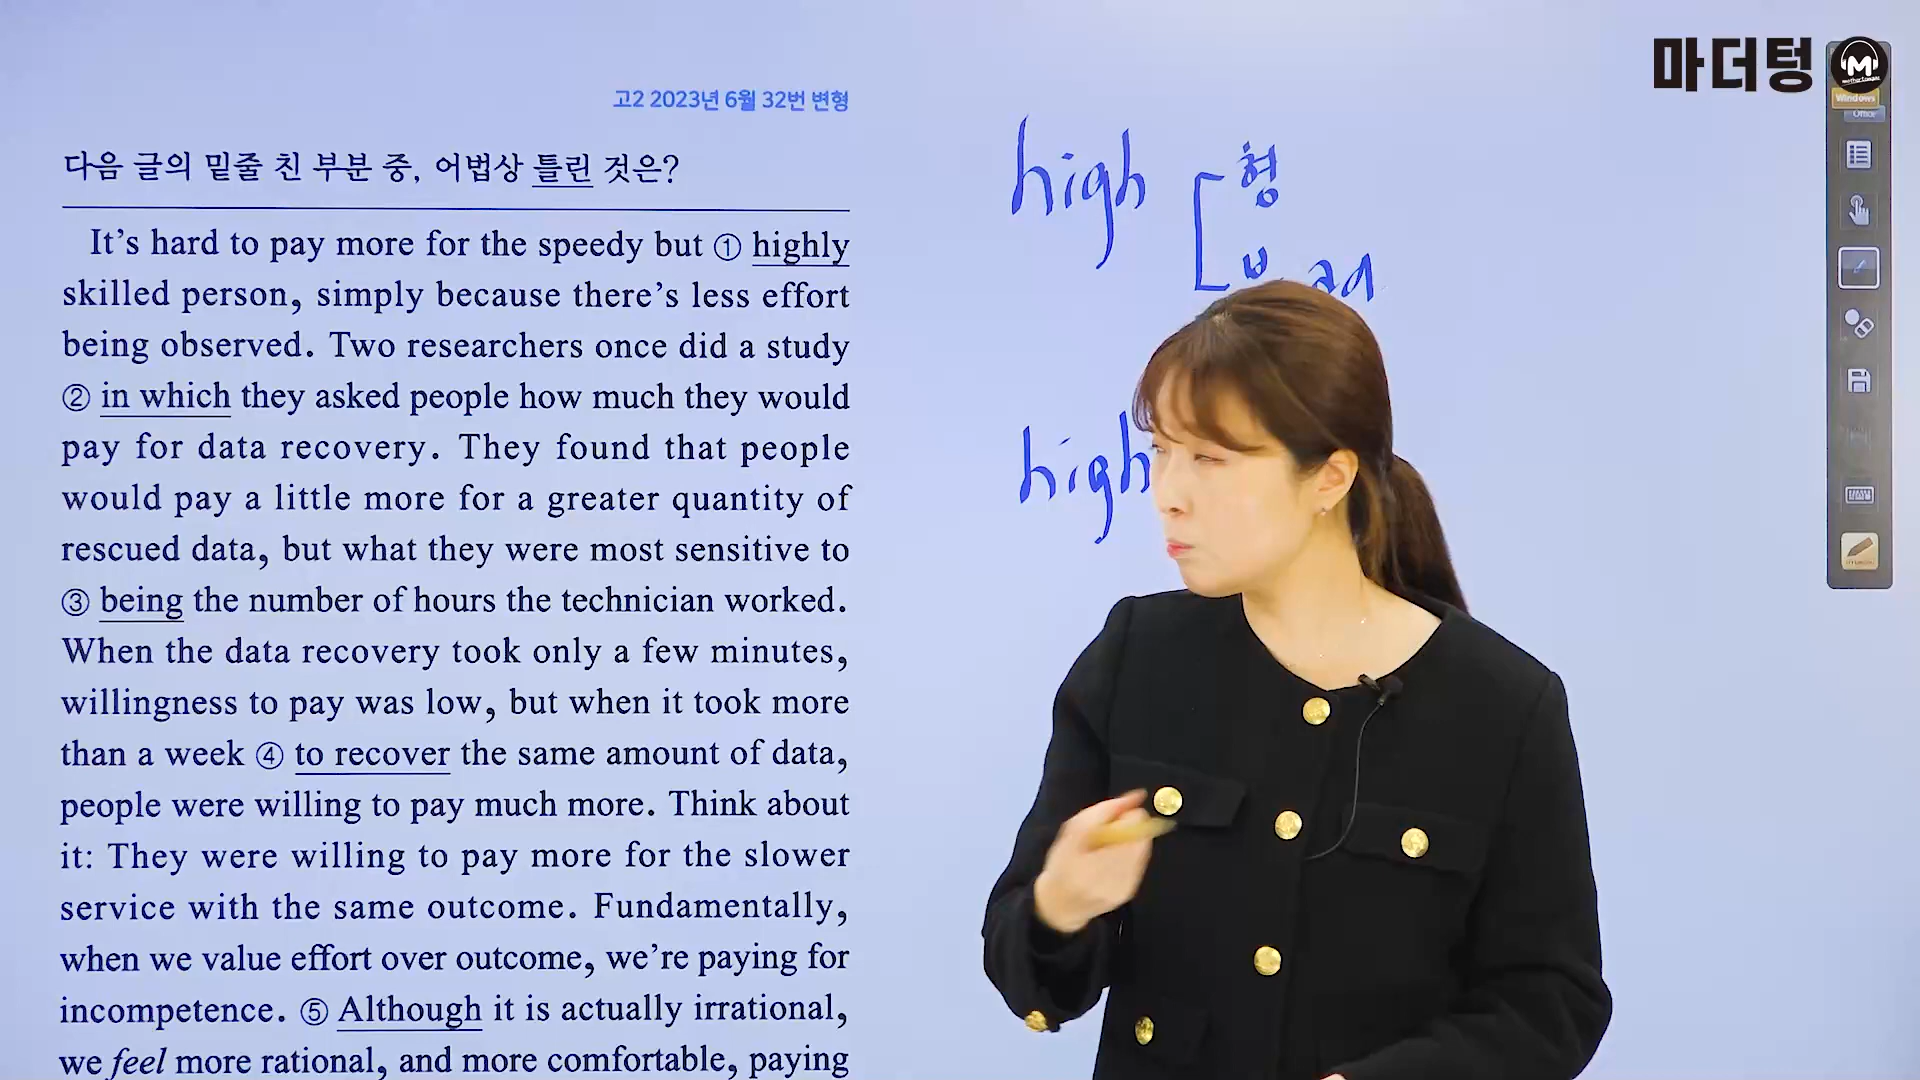 마더텅
M
Windows
Office
고2 2023년 6월 32번 변형
다음 글의 밑줄 친 부분 중, 어법상 틀린 것은?
It's hard to pay more for the speedy but ① highly
skilled person, simply because there's less effort
being observed. Two researchers once did a study
② in which they asked people how much they would
pay for data recovery. They found that people
would pay a little more for a greater quantity of
rescued data, but what they were most sensitive to
③ being the number of hours the technician worked.
When the data recovery took only a few minutes,
willingness to pay was low, but when it took more
than a week ④ to recover the same amount of data,
people were willing to pay much more. Think about
it: They were willing to pay more for the slower
service with the same outcome. Fundamentally,
when we value effort over outcome, we're paying for
incompetence. ⑤ Although it is actually irrational,
we feel more rational, and more comfortable, paying
high
형
high